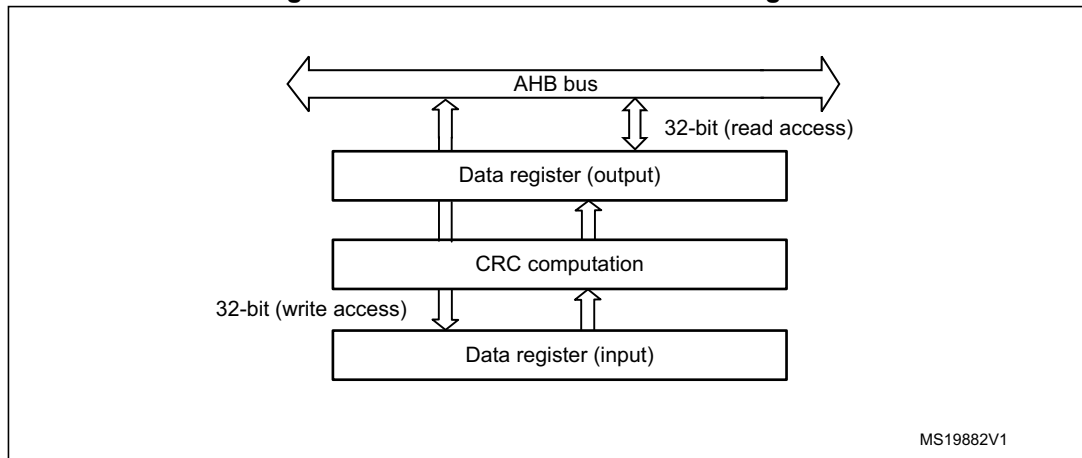 AHB bus
32-bit (read access)
Data register (output)
CRC computation
32-bit (write access)
Data register (input)
MS19882V1